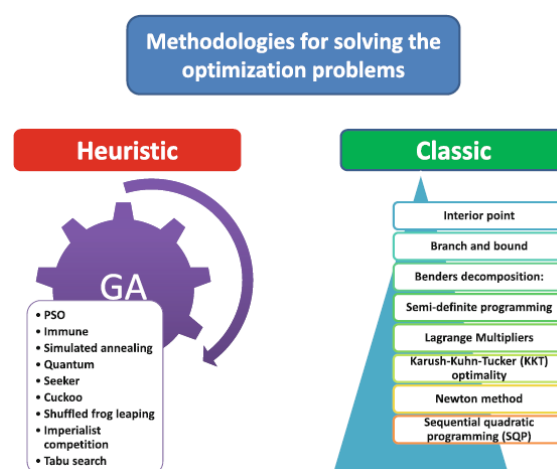 Methodologies for solving the
optimization problems
Heuristic
Classic
GA
• PSO
• Immune
• Simulated annealing
• Quantum
• Seeker
• Cuckoo
• Shuffled frog leaping
• Imperialist
competition
• Tabu search
Interior point
Branch and bound
Benders decomposition:
Semi-definite programming
Lagrange Multipliers
Karush-Kuhn-Tucker (KKT)
optimality
Newton method
Sequential quadratic
programming (SQP)